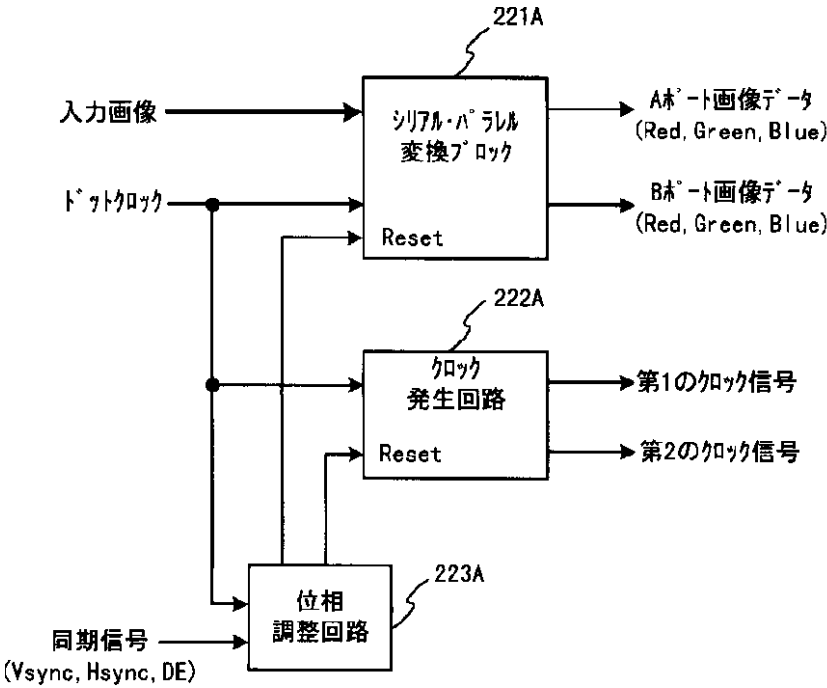 221A
入力画像
シリアル・パラレル
変換ブロック
Aポート画像データ
(Red, Green, Blue)
ドットクロック
Bポート画像データ
(Red, Green, Blue)
Reset
222A
クロック
発生回路
第1のクロック信号
Reset
第2のクロック信号
223A
位相
調整回路
同期信号
(Vsync, Hsync, DE)